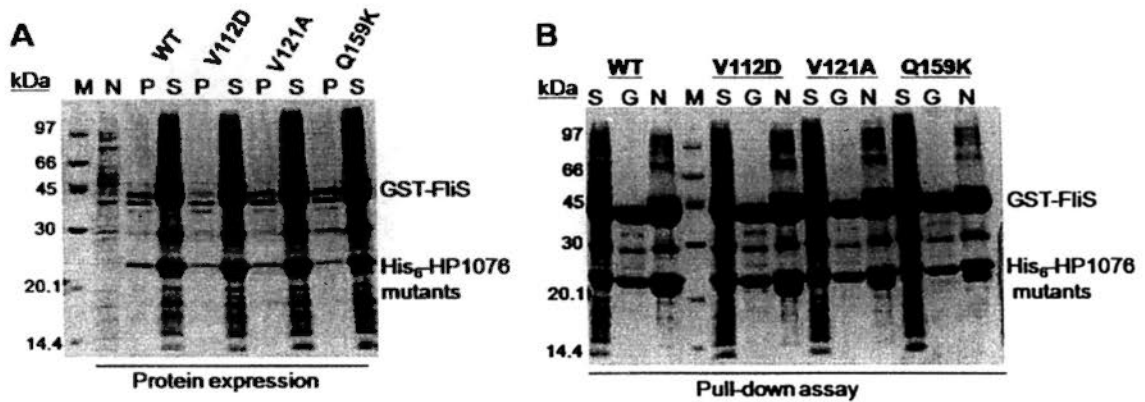 A
WT V112D V121A Q159K
kDa M N P S P S P S P S
97
66
45
30
20.1
14.4
GST-FliS
His₆-HP1076
mutants
Protein expression
B
WT V112D V121A Q159K
kDa S G N M S G N S G N S G N
97
66
45
30
20.1
14.4
GST-FliS
His₆-HP1076
mutants
Pull-down assay